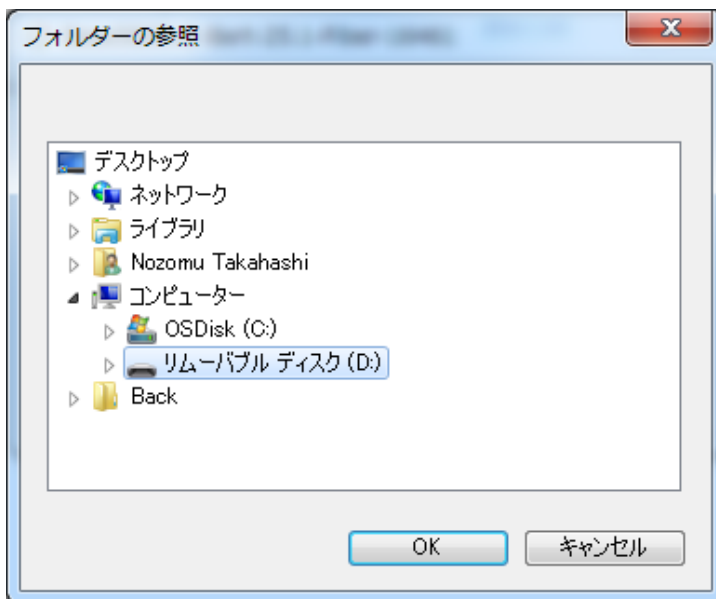 フォルダーの参照
デスクトップ
ネットワーク
ライブラリ
Nozomu Takahashi
コンピューター
OSDisk (C:)
リムーバブル ディスク (D:)
Back
OK
キャンセル